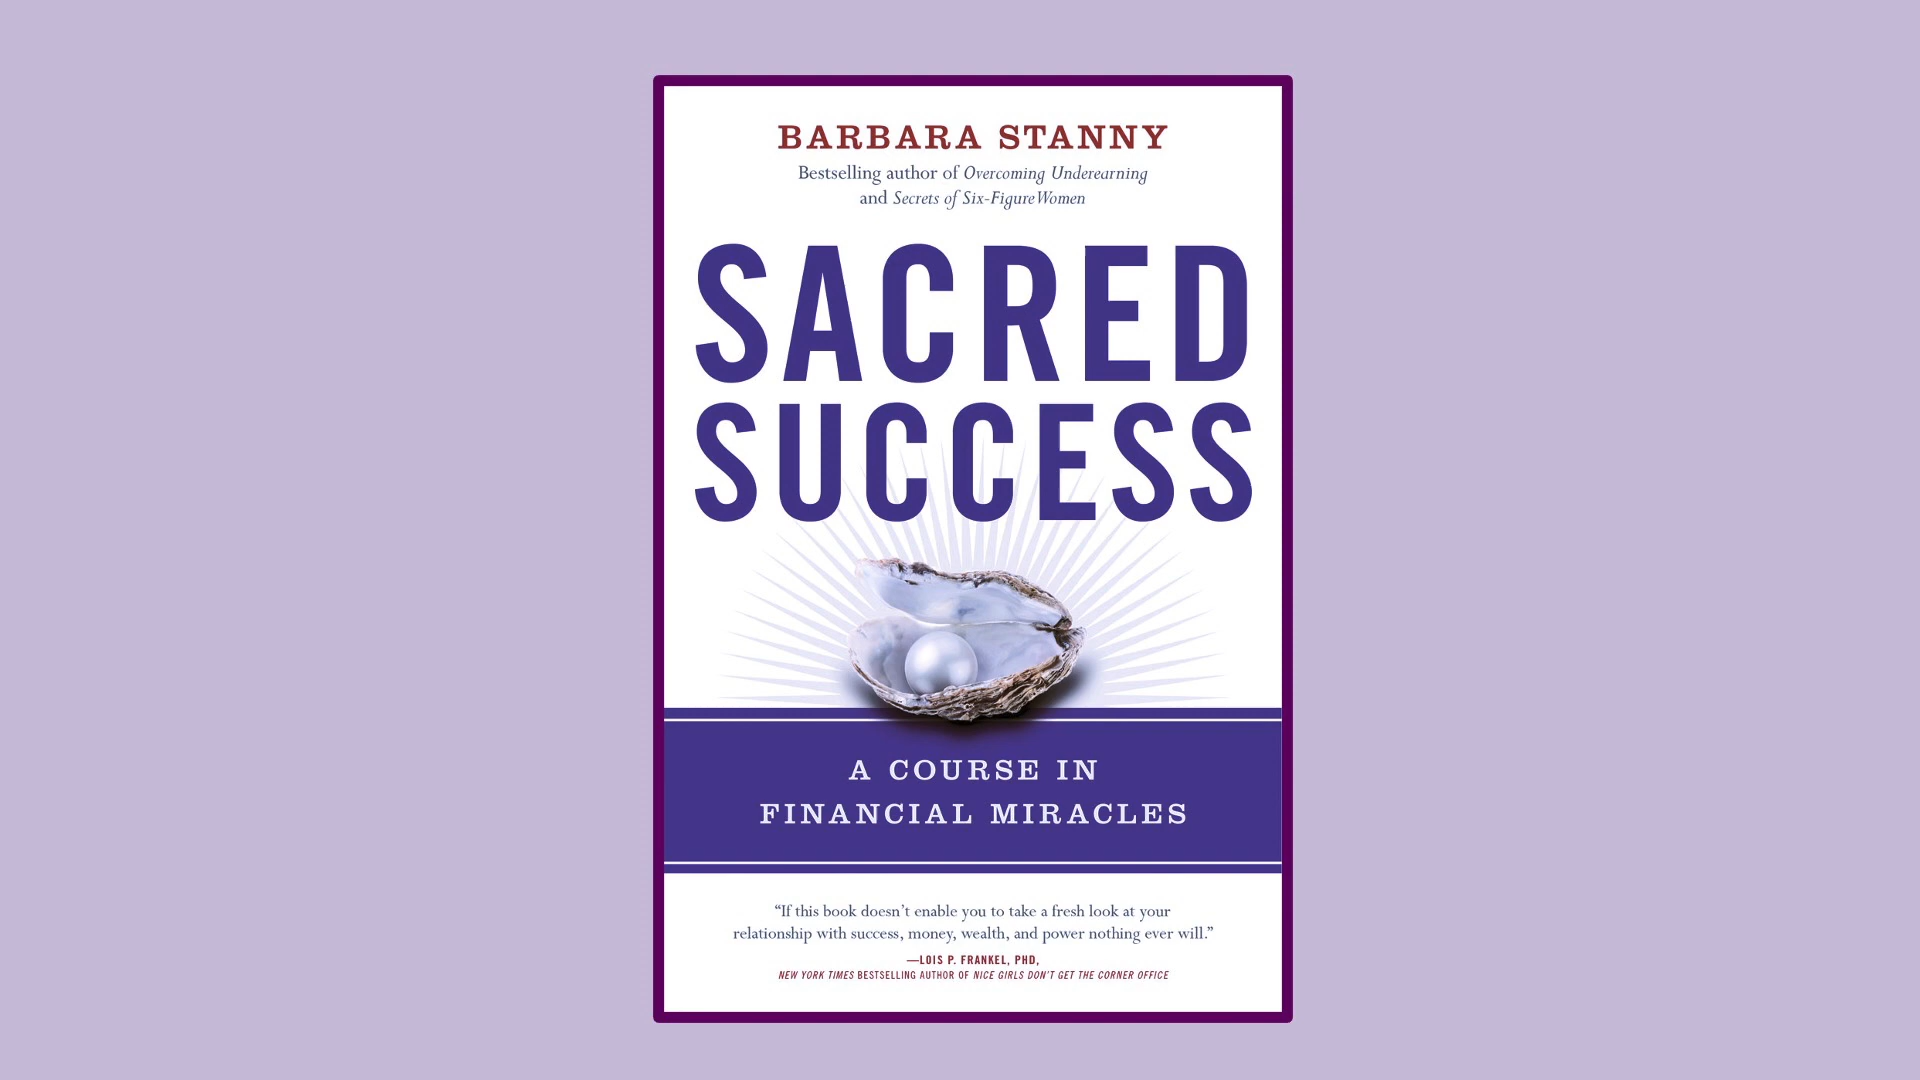 BARBARA STANNY
Bestselling author of Overcoming Underearning
and Secrets of Six-Figure Women
SACRED
SUCCESS
A COURSE IN
FINANCIAL MIRACLES
“If this book doesn’t enable you to take a fresh look at your
relationship with success, money, wealth, and power nothing ever will.”
—LOIS P. FRANKEL, PHD,
NEW YORK TIMES BESTSELLING AUTHOR OF NICE GIRLS DON’T GET THE CORNER OFFICE